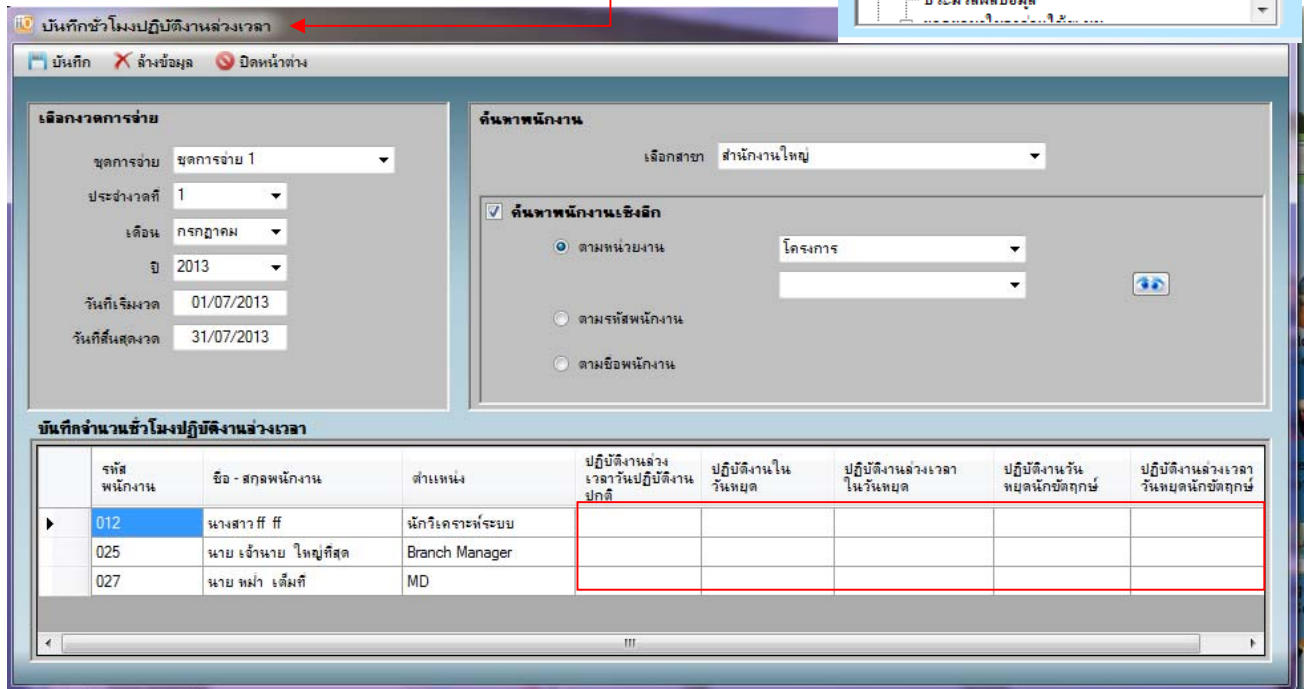 ประมวลผลข้อมูล
บันทึกชั่วโมงปฏิบัติงานล่วงเวลา
บันทึก ล้างข้อมูล ปิดหน้าต่าง
เลือกงวดการจ่าย
ชุดการจ่าย ชุดการจ่าย 1
ประจำงวดที่ 1
เดือน กรกฎาคม
ปี 2013
วันที่เริ่มงวด 01/07/2013
วันที่สิ้นสุดงวด 31/07/2013
ค้นหาพนักงาน
เลือกสาขา สำนักงานใหญ่
ค้นหาพนักงานเชิงลึก
ตามหน่วยงาน โครงการ
ตามรหัสพนักงาน
ตามชื่อพนักงาน
บันทึกจำนวนชั่วโมงปฏิบัติงานล่วงเวลา
รหัส
พนักงาน
ชื่อ - สกุลพนักงาน
ตำแหน่ง
ปฏิบัติงานล่วง
เวลาวันปฏิบัติงาน
ปกติ
ปฏิบัติงานใน
วันหยุด
ปฏิบัติงานล่วงเวลา
ในวันหยุด
ปฏิบัติงานวัน
หยุดนักขัตฤกษ์
ปฏิบัติงานล่วงเวลา
วันหยุดนักขัตฤกษ์
012 นางสาว ff ff นักวิเคราะห์ระบบ
025 นาย เจ้านาย ใหญ่ที่สุด Branch Manager
027 นาย หม่ำ เต็มที่ MD